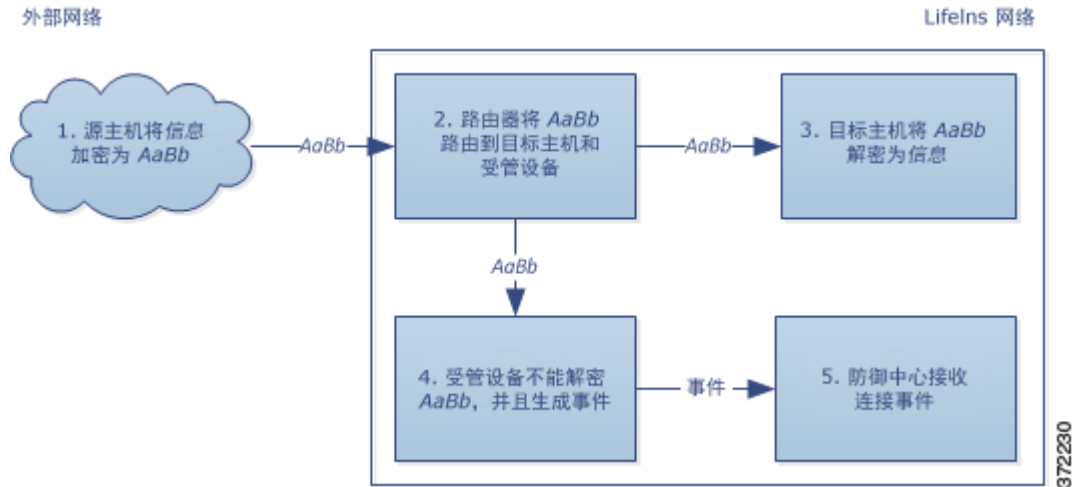 外部网络
LifeIns 网络
1. 源主机将信息
加密为 AaBb
AaBb
2. 路由器将 AaBb
路由到目标主机和
受管设备
AaBb
3. 目标主机将 AaBb
解密为信息
AaBb
4. 受管设备不能解密
AaBb，并且生成事件
事件
5. 防御中心接收
连接事件
372230